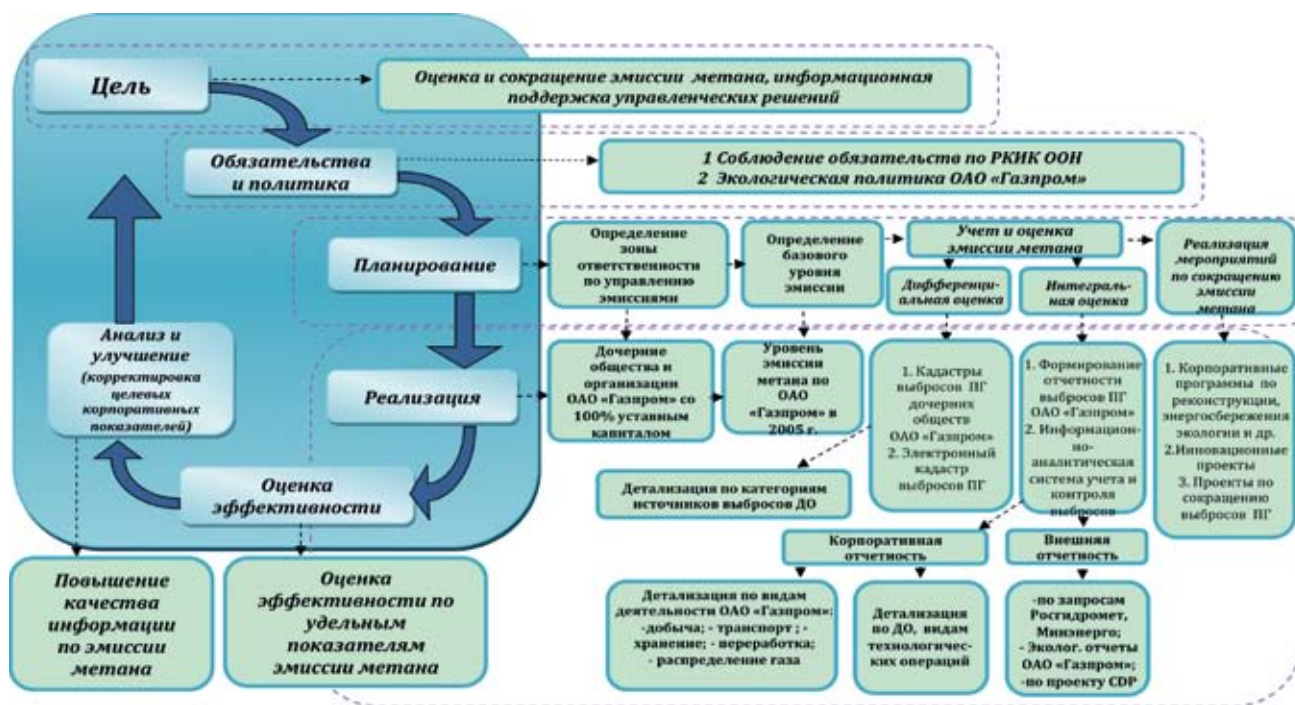 Цель
Оценка и сокращение эмиссии метана, информационная
поддержка управленческих решений
Обязательства
и политика
1 Соблюдение обязательств по РКИК ООН
2 Экологическая политика ОАО «Газпром»
Планирование
Определение
зоны
ответственности
по управлению
эмиссиями
Определение
базового
уровня
эмиссии
Учет и оценка
эмиссии метана
Дифференци-
альная оценка
Интеграль-
ная оценка
Реализация
мероприятий
по сокращению
эмиссии
метана
Анализ и
улучшение
(корректировка
целевых
корпоративных
показателей)
Реализация
Дочерние
общества и
организации
ОАО «Газпром» со
100% уставным
капиталом
Уровень
эмиссии
метана по
ОАО
«Газпром» в
2005 г.
1. Кадастры
выбросов ПГ
дочерних
обществ
ОАО «Газпром»
2. Электронный
кадастр
выбросов ПГ
1. Формирование
отчетности
выбросов ПГ
ОАО «Газпром»
2. Информацион-
но-
аналитическая
система учета и
контроля
выбросов
1. Корпоративные
программы по
реконструкции,
энергосбережения
экологии и др.
2.Инновационные
проекты
3. Проекты по
сокращению
выбросов ПГ
Оценка
эффективности
Детализация по категориям
источников выбросов ДО
Корпоративная
отчетность
Внешняя
отчетность
Повышение
качества
информации
по эмиссии
метана
Оценка
эффективности по
удельным
показателям
эмиссии метана
Детализация по видам
деятельности ОАО «Газпром»:
-добыча; - транспорт ; -
хранение; - переработка;
- распределение газа
Детализация
по ДО, видам
технологичес-
ких операций
-по запросам
Росгидромет,
Минэнерго;
- Эколог. отчеты
ОАО «Газпром»;
-по проекту CDP